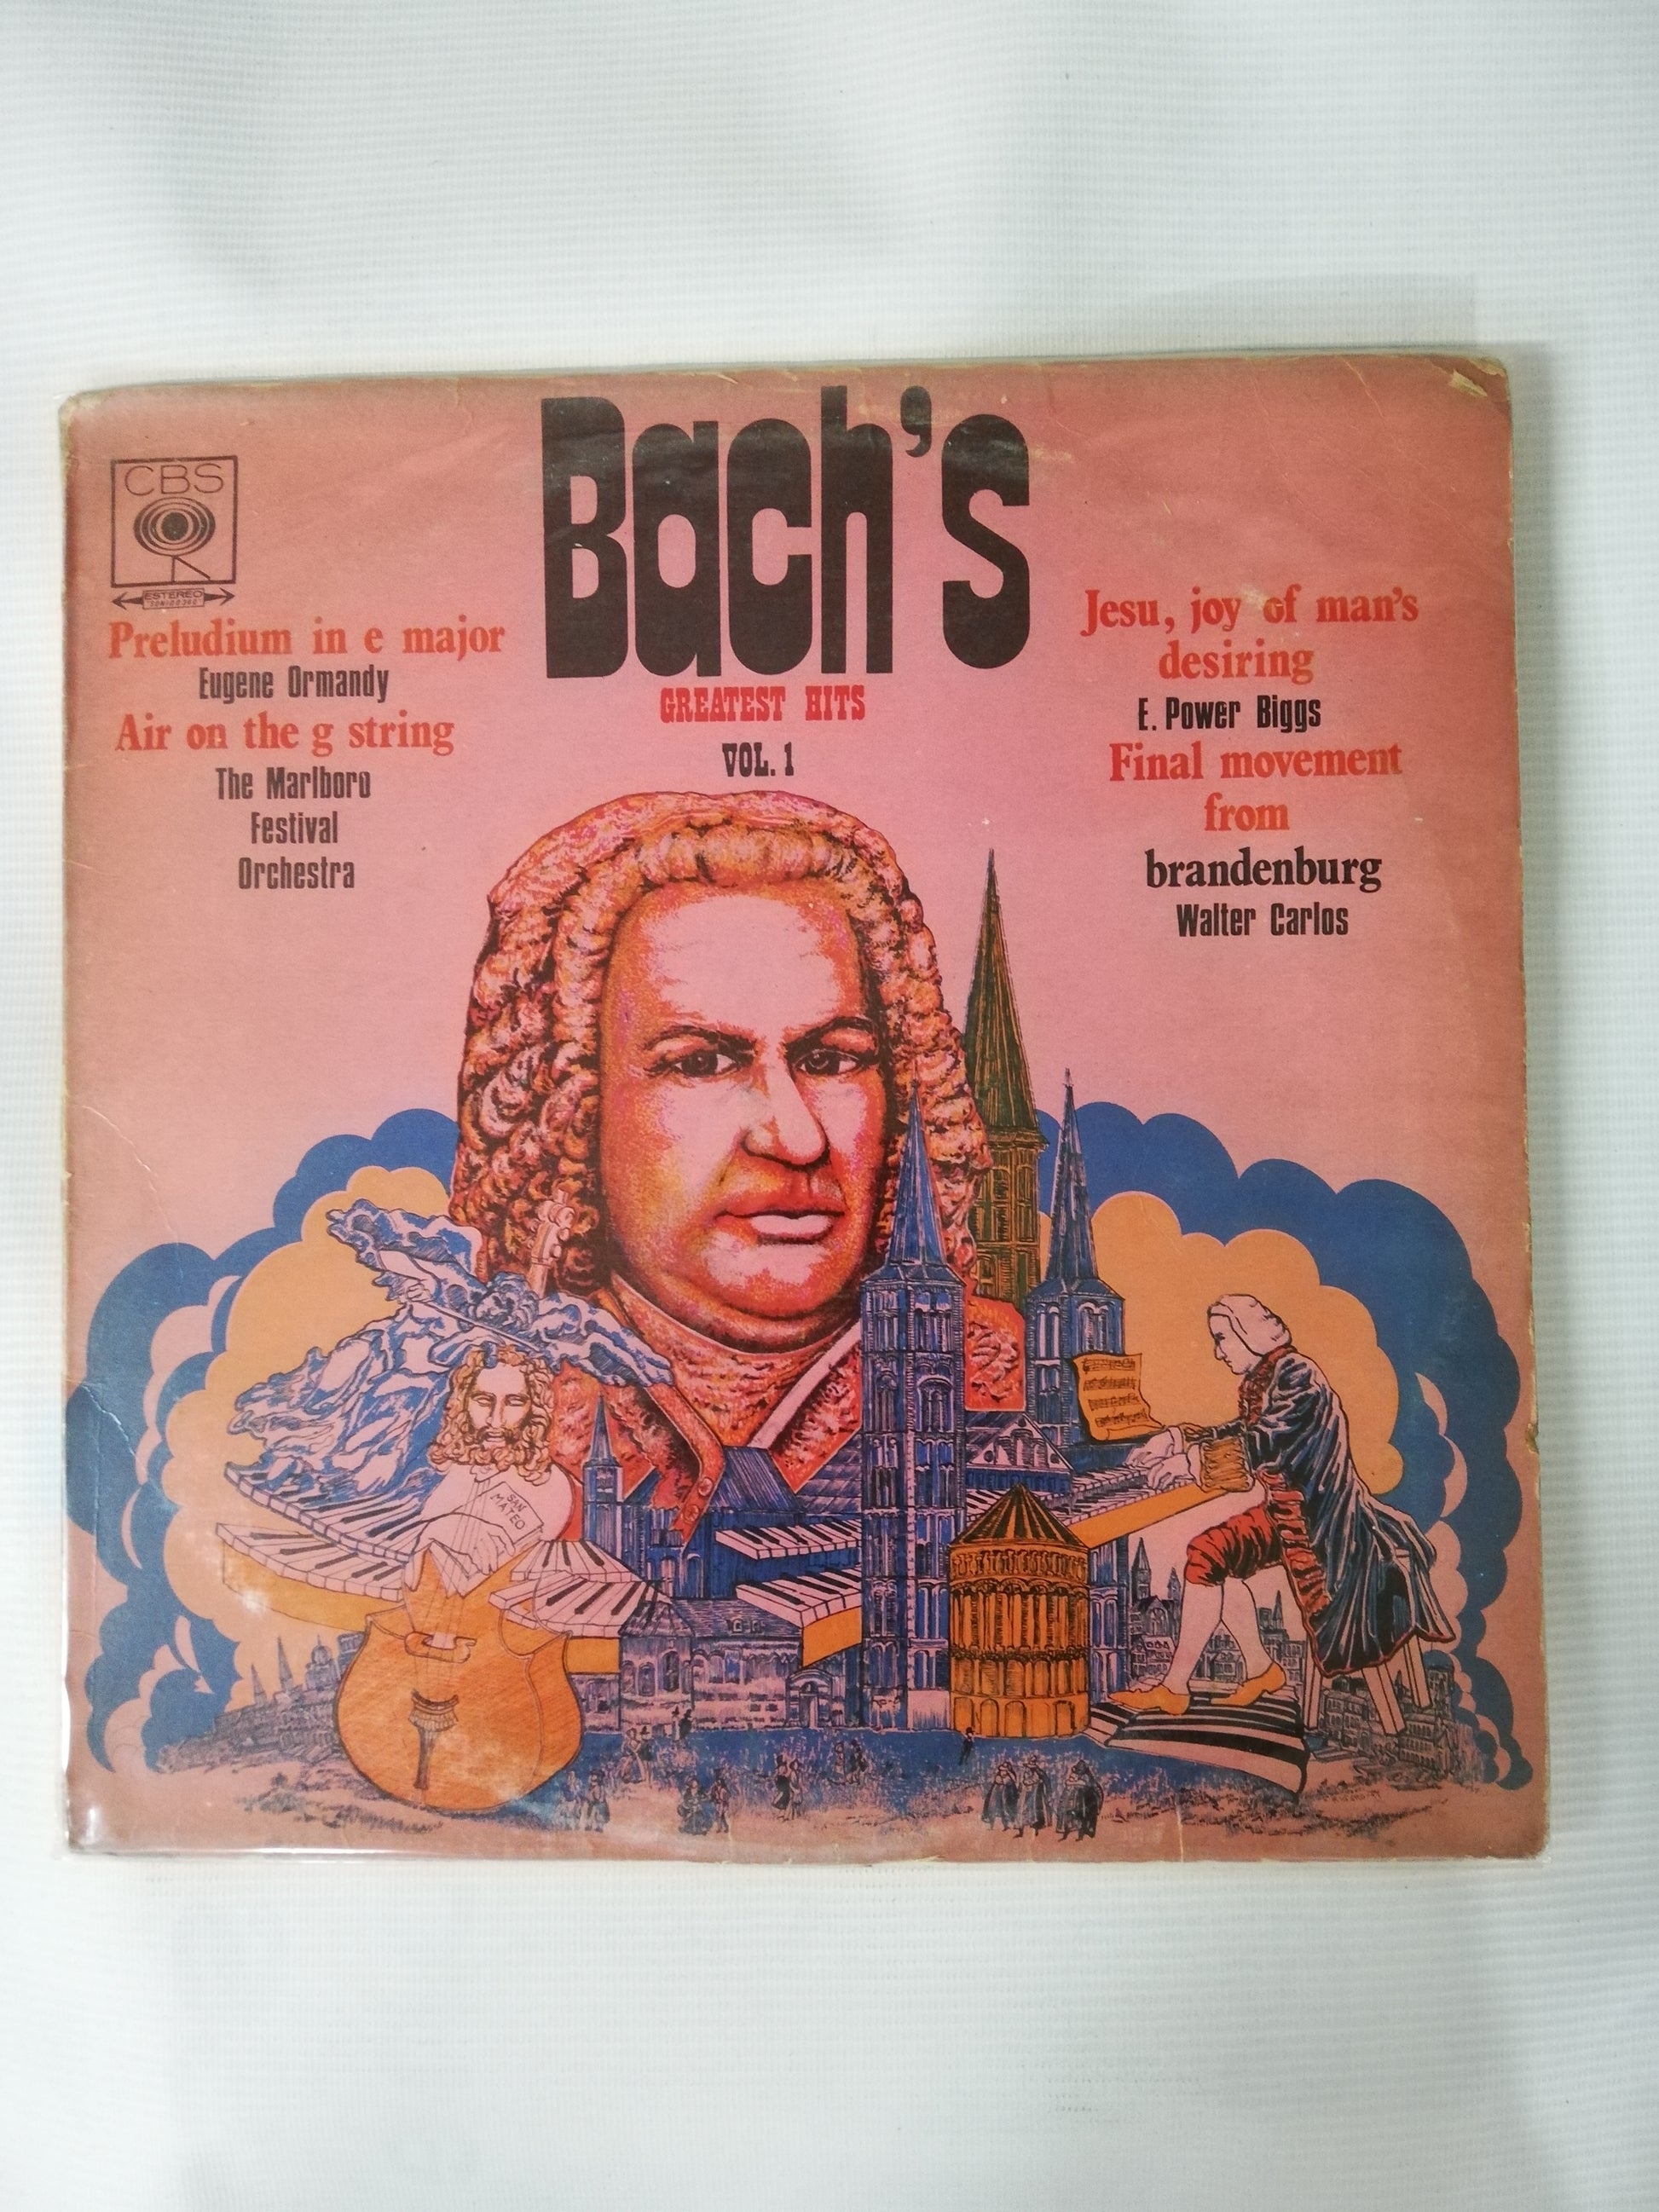 Bach's
GREATEST HITS
VOL. 1
CBS
ESTEREO
Preludium in e major
Eugene Ormandy
Air on the g string
The Marlboro
Festival
Orchestra
Jesu, joy of man's
desiring
E. Power Biggs
Final movement
from
brandenburg
Walter Carlos
SAN
MATEO